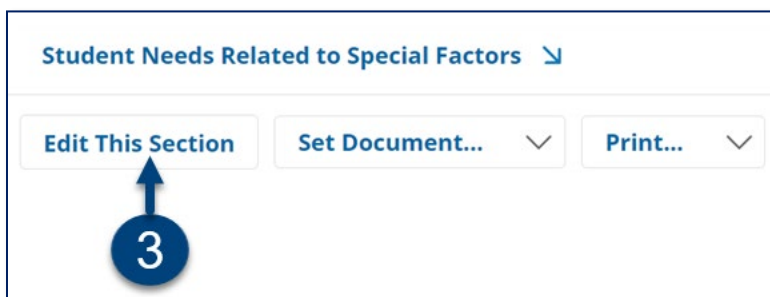 Student Needs Related to Special Factors
Edit This Section Set Document... Print...
3